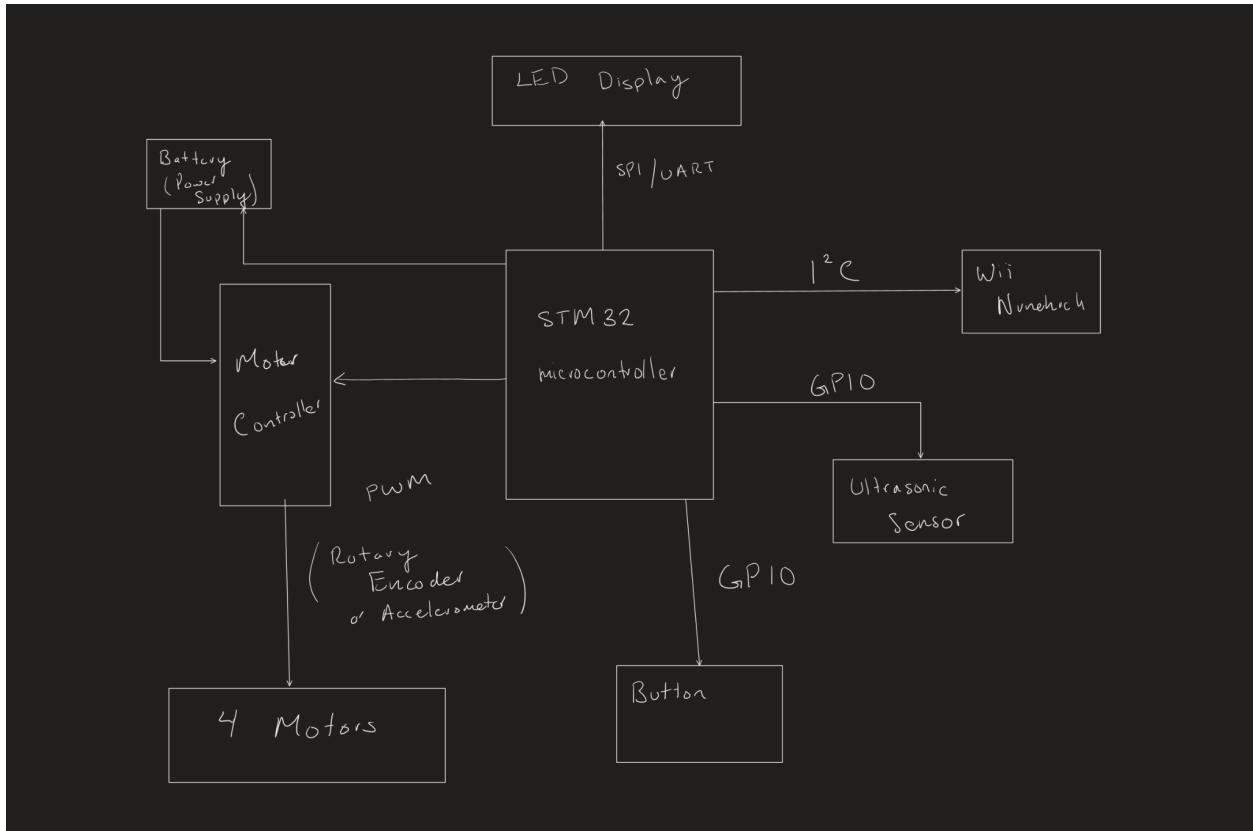 LED Display
Battery
(Power
Supply)
SPI/UART
I²C
Wii
Nunchuck
STM32
microcontroller
Motor
Controller
GPIO
Ultrasonic
Sensor
PWM
(Rotary
Encoder
or Accelerometer)
GPIO
Button
4 Motors